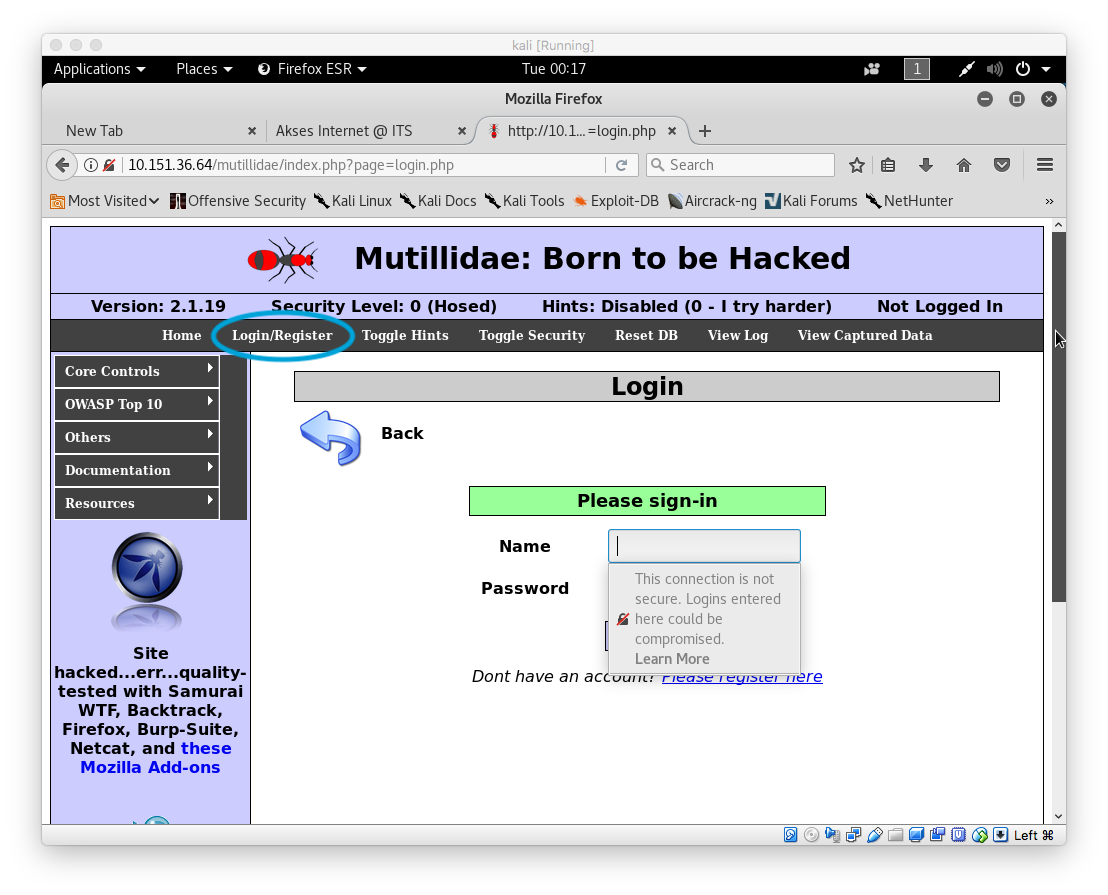 kali [Running]
Applications Places Firefox ESR Tue 00:17 1
Mozilla Firefox
New Tab Akses Internet @ ITS http://10.1...=login.php
10.151.36.64/mutillidae/index.php?page=login.php Search
Most Visited Offensive Security Kali Linux Kali Docs Kali Tools Exploit-DB Aircrack-ng Kali Forums NetHunter »
Mutillidae: Born to be Hacked
Version: 2.1.19 Security Level: 0 (Hosed) Hints: Disabled (0 - I try harder) Not Logged In
Home Login/Register Toggle Hints Toggle Security Reset DB View Log View Captured Data
Core Controls
OWASP Top 10
Others
Documentation
Resources
Site
hacked...err...quality-
tested with Samurai
WTF, Backtrack,
Firefox, Burp-Suite,
Netcat, and these
Mozilla Add-ons
Login
Back
Please sign-in
Name
Password
This connection is not
secure. Logins entered
here could be
compromised.
Learn More
Dont have an account? Please register here
Left ⌘